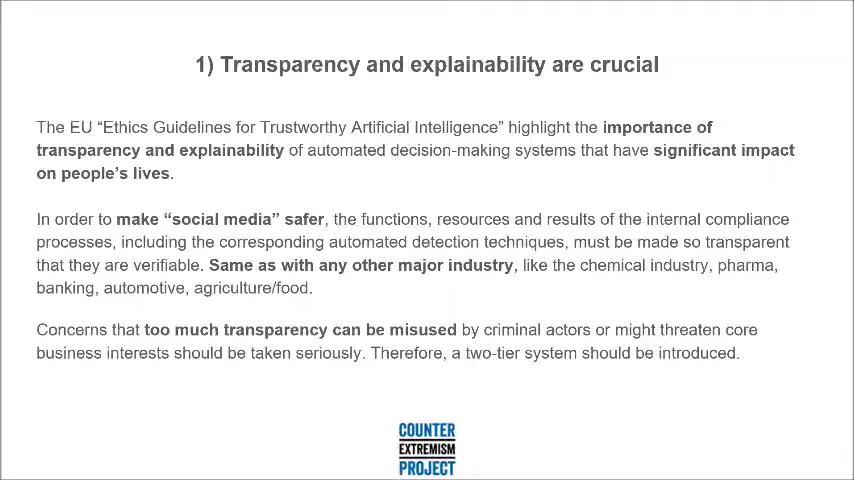 1) Transparency and explainability are crucial
The EU “Ethics Guidelines for Trustworthy Artificial Intelligence” highlight the importance of
transparency and explainability of automated decision-making systems that have significant impact
on people’s lives.
In order to make “social media” safer, the functions, resources and results of the internal compliance
processes, including the corresponding automated detection techniques, must be made so transparent
that they are verifiable. Same as with any other major industry, like the chemical industry, pharma,
banking, automotive, agriculture/food.
Concerns that too much transparency can be misused by criminal actors or might threaten core
business interests should be taken seriously. Therefore, a two-tier system should be introduced.
COUNTER
EXTREMISM
PROJECT